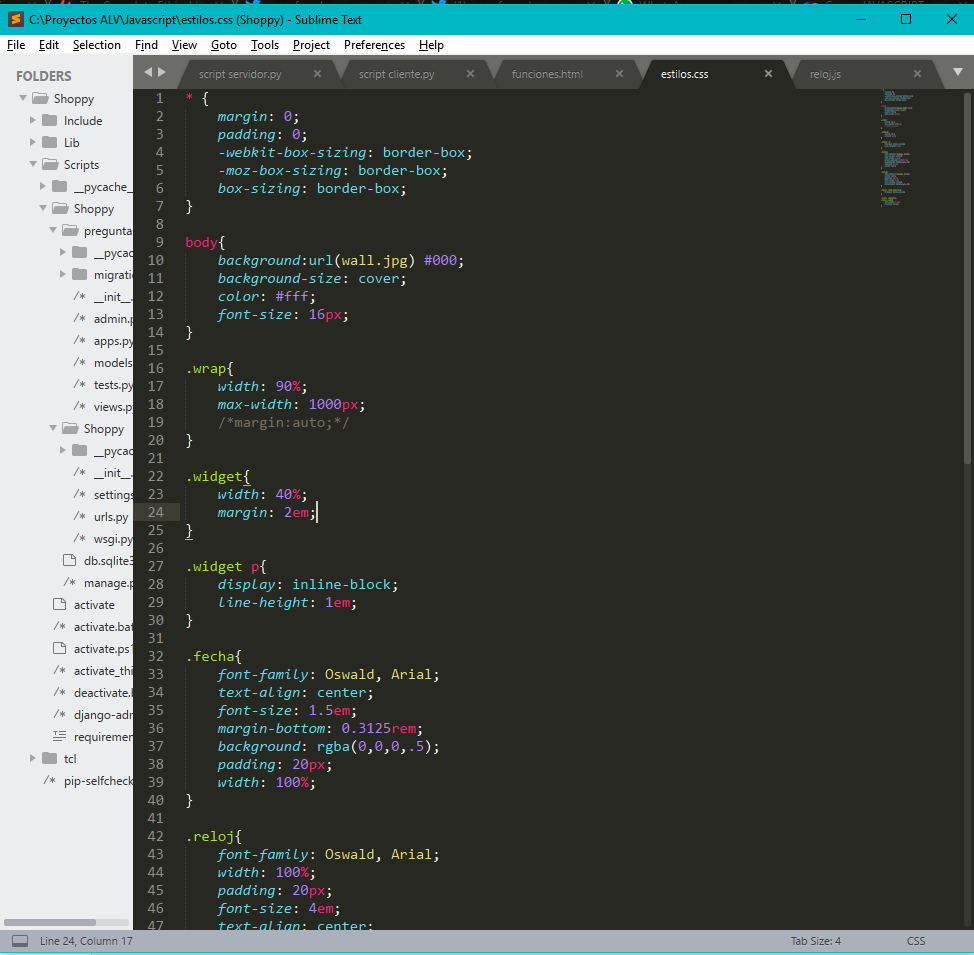 C:\Proyectos ALV\Javascript\estilos.css (Shoppy) - Sublime Text
File Edit Selection Find View Goto Tools Project Preferences Help
FOLDERS
Shoppy
Include
Lib
Scripts
__pycache_
Shoppy
pregunta
__pycac
migratio
__init__.
admin.p
apps.py
models
tests.py
views.py
Shoppy
__pycac
__init__.
settings
urls.py
wsgi.py
db.sqlite3
manage.p
activate
activate.bat
activate.ps1
activate_thi
deactivate.b
django-adm
requirement
tcl
pip-selfcheck
script servidor.py × script cliente.py × funciones.html × estilos.css × reloj.js ×
1 * {
2 margin: 0;
3 padding: 0;
4 -webkit-box-sizing: border-box;
5 -moz-box-sizing: border-box;
6 box-sizing: border-box;
7 }
8
9 body{
10 background:url(wall.jpg) #000;
11 background-size: cover;
12 color: #fff;
13 font-size: 16px;
14 }
15
16 .wrap{
17 width: 90%;
18 max-width: 1000px;
19 /*margin:auto;*/
20 }
21
22 .widget{
23 width: 40%;
24 margin: 2em;
25 }
26
27 .widget p{
28 display: inline-block;
29 line-height: 1em;
30 }
31
32 .fecha{
33 font-family: Oswald, Arial;
34 text-align: center;
35 font-size: 1.5em;
36 margin-bottom: 0.3125rem;
37 background: rgba(0,0,0,.5);
38 padding: 20px;
39 width: 100%;
40 }
41
42 .reloj{
43 font-family: Oswald, Arial;
44 width: 100%;
45 padding: 20px;
46 font-size: 4em;
47 text-align: center;
Line 24, Column 17 Tab Size: 4 CSS